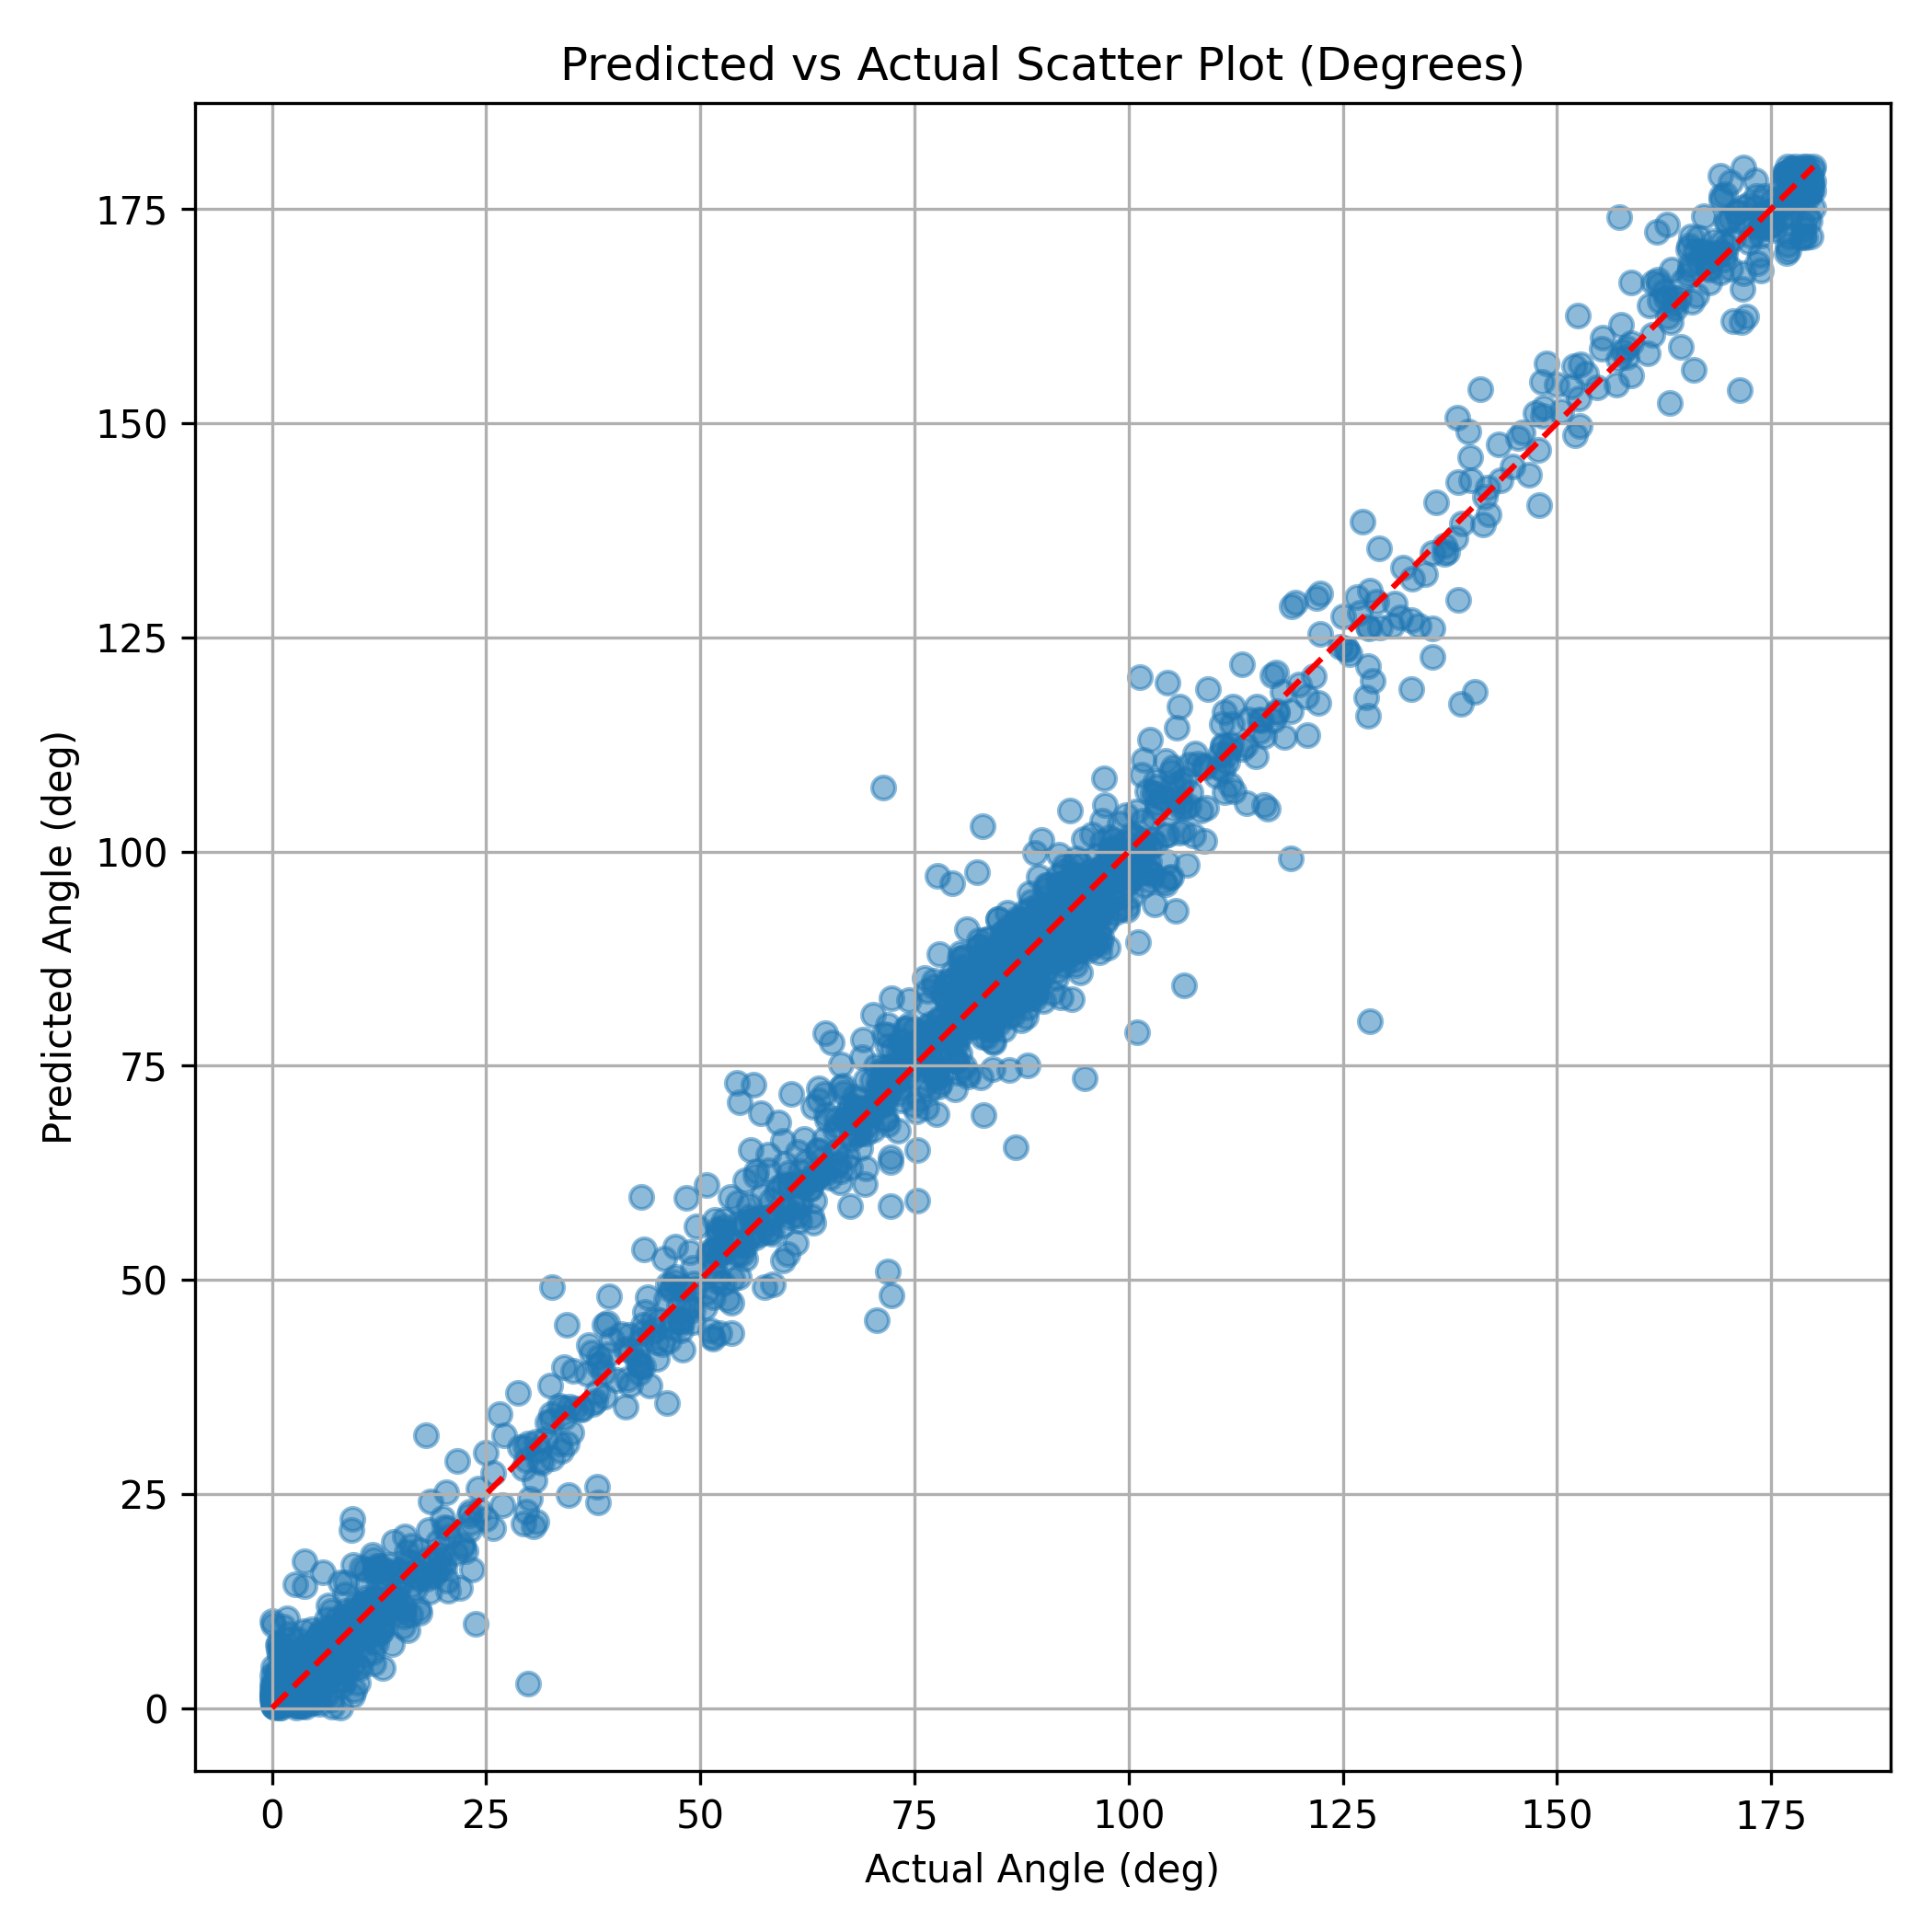 Predicted vs Actual Scatter Plot (Degrees)
Predicted Angle (deg)
175
150
125
100
75
50
25
0
0 25 50 75 100 125 150 175
Actual Angle (deg)